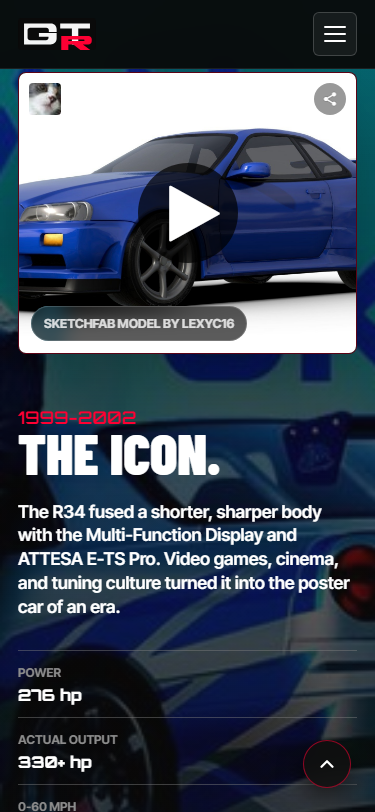 GTR
SKETCHFAB MODEL BY LEXYC16
1999-2002
THE ICON.
The R34 fused a shorter, sharper body
with the Multi-Function Display and
ATTESA E-TS Pro. Video games, cinema,
and tuning culture turned it into the poster
car of an era.
POWER
276 hp
ACTUAL OUTPUT
330+ hp
0-60 MPH